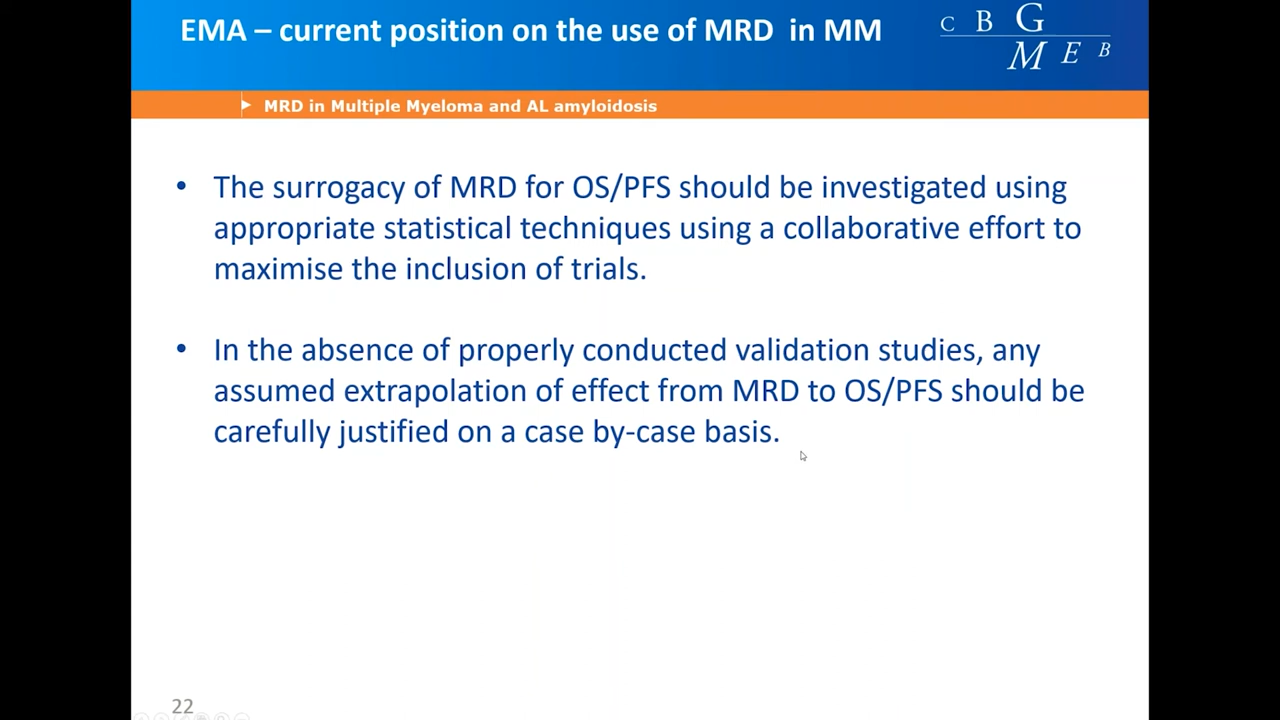 EMA – current position on the use of MRD in MM
C B G
M E B
MRD in Multiple Myeloma and AL amyloidosis
• The surrogacy of MRD for OS/PFS should be investigated using
appropriate statistical techniques using a collaborative effort to
maximise the inclusion of trials.
• In the absence of properly conducted validation studies, any
assumed extrapolation of effect from MRD to OS/PFS should be
carefully justified on a case by-case basis.
22